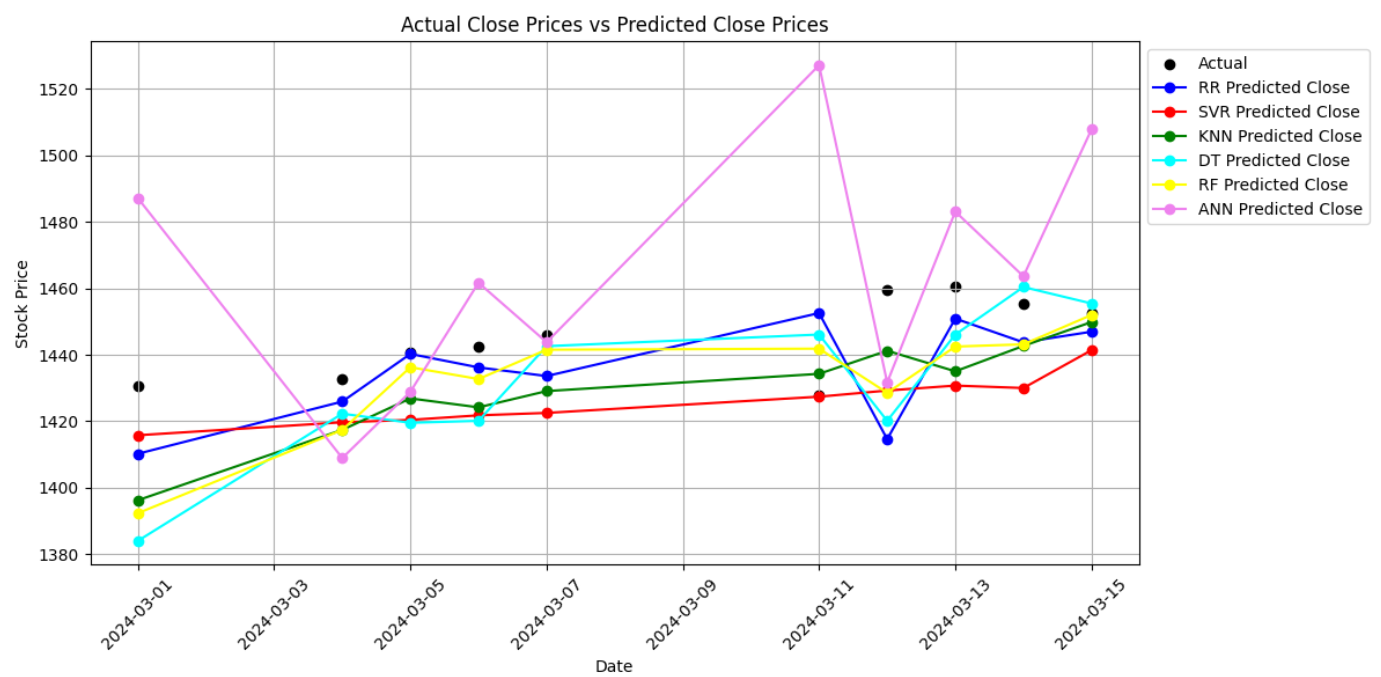 Actual Close Prices vs Predicted Close Prices
Actual
RR Predicted Close
SVR Predicted Close
KNN Predicted Close
DT Predicted Close
RF Predicted Close
ANN Predicted Close
Stock Price
1520
1500
1480
1460
1440
1420
1400
1380
2024-03-01
2024-03-03
2024-03-05
2024-03-07
2024-03-09
2024-03-11
2024-03-13
2024-03-15
Date